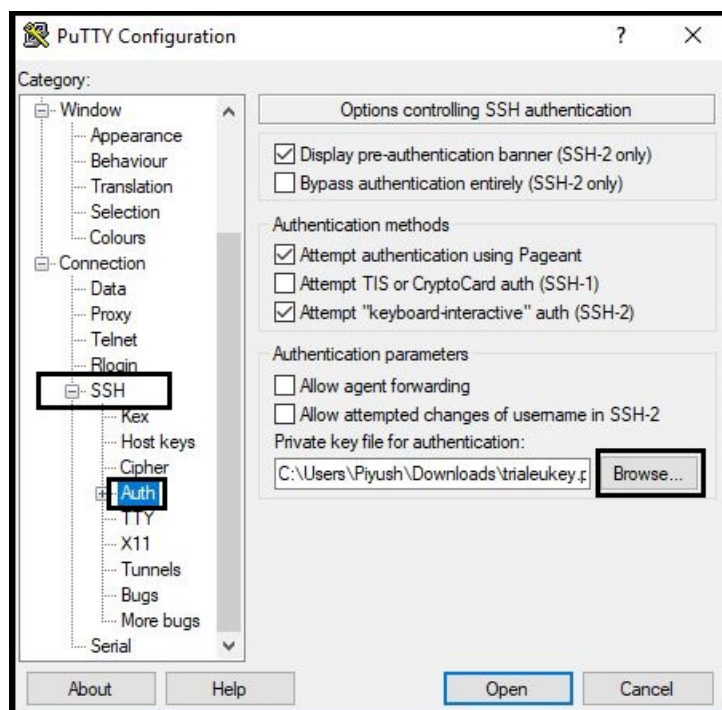 PuTTY Configuration
? X
Category:
Window
Appearance
Behaviour
Translation
Selection
Colours
Connection
Data
Proxy
Telnet
Rlogin
SSH
Kex
Host keys
Cipher
Auth
TTY
X11
Tunnels
Bugs
More bugs
Serial
Options controlling SSH authentication
Display pre-authentication banner (SSH-2 only)
Bypass authentication entirely (SSH-2 only)
Authentication methods
Attempt authentication using Pageant
Attempt TIS or CryptoCard auth (SSH-1)
Attempt "keyboard-interactive" auth (SSH-2)
Authentication parameters
Allow agent forwarding
Allow attempted changes of username in SSH-2
Private key file for authentication:
C:\Users\Piyush\Downloads\trialeukey.p Browse...
About Help Open Cancel